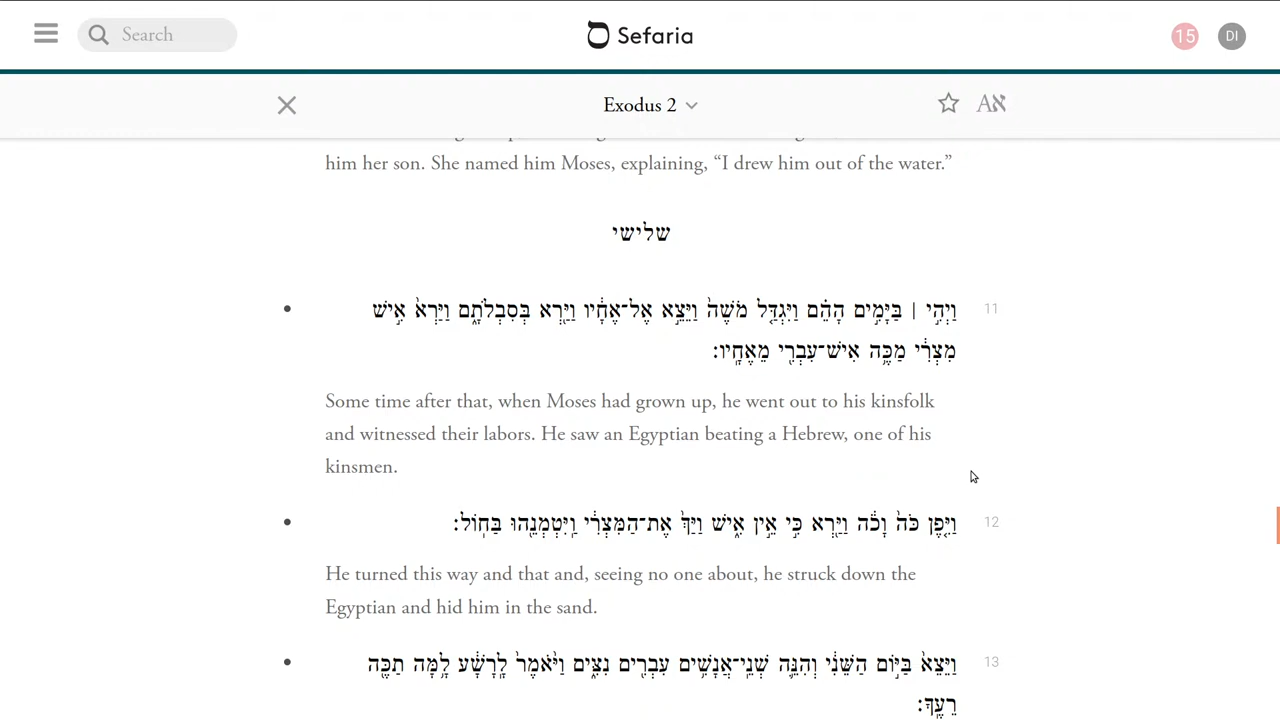 Search
Sefaria
15
DI
Exodus 2
him her son. She named him Moses, explaining, “I drew him out of the water.”
שלישי
11
וַיְהִ֣י ׀ בַּיָּמִ֣ים הָהֵ֗ם וַיִּגְדַּ֤ל מֹשֶׁה֙ וַיֵּצֵ֣א אֶל־אֶחָ֔יו וַיַּ֖רְא בְּסִבְלֹתָ֑ם וַיַּרְא֙ אִ֣ישׁ
מִצְרִ֔י מַכֶּ֥ה אִישׁ־עִבְרִ֖י מֵאֶחָֽיו׃
Some time after that, when Moses had grown up, he went out to his kinsfolk
and witnessed their labors. He saw an Egyptian beating a Hebrew, one of his
kinsmen.
12
וַיִּ֤פֶן כֹּה֙ וָכֹ֔ה וַיַּ֖רְא כִּ֣י אֵ֣ין אִ֑ישׁ וַיַּךְ֙ אֶת־הַמִּצְרִ֔י וַֽיִּטְמְנֵ֖הוּ בַּחֽוֹל׃
He turned this way and that and, seeing no one about, he struck down the
Egyptian and hid him in the sand.
13
וַיֵּצֵא֙ בַּיּ֣וֹם הַשֵּׁנִ֔י וְהִנֵּ֛ה שְׁנֵֽי־אֲנָשִׁ֥ים עִבְרִ֖ים נִצִּ֑ים וַיֹּ֙אמֶר֙ לָֽרָשָׁ֔ע לָ֥מָּה תַכֶּ֖ה
רֵעֶֽךָ׃